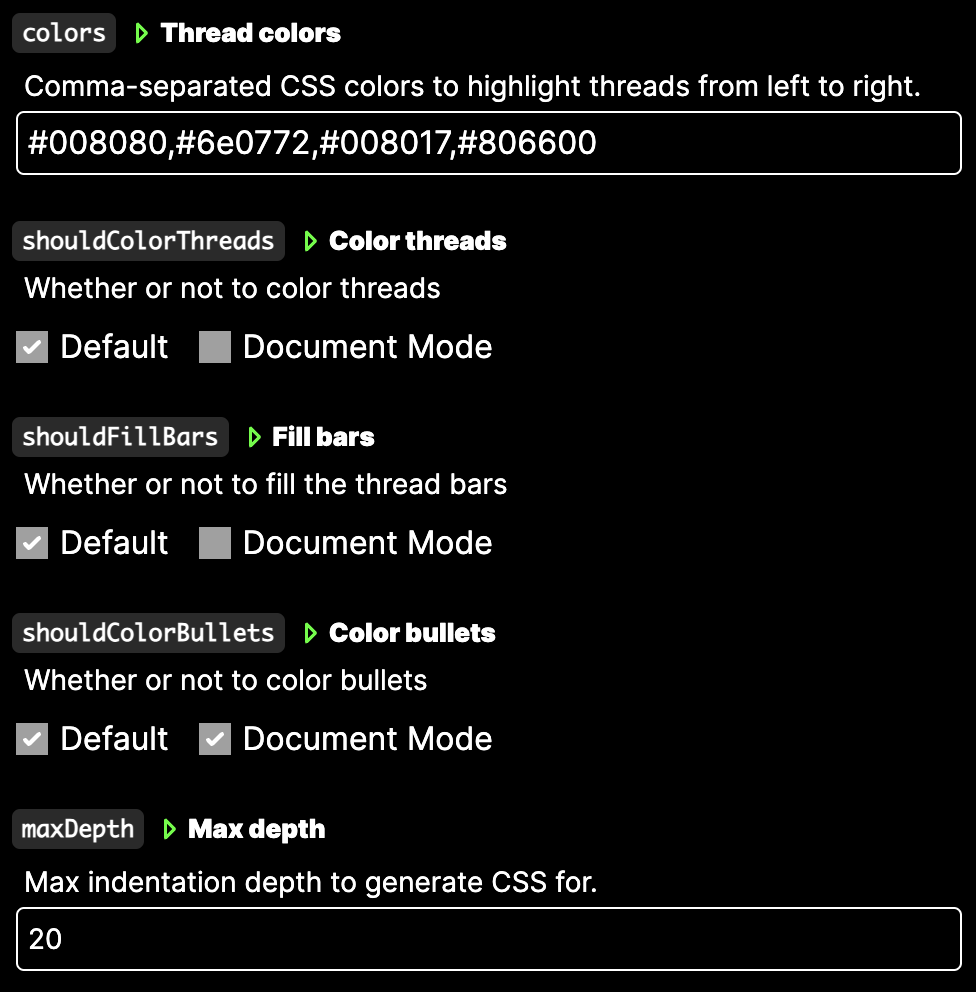 colors Thread colors
Comma-separated CSS colors to highlight threads from left to right.
#008080,#6e0772,#008017,#806600
shouldColorThreads Color threads
Whether or not to color threads
Default Document Mode
shouldFillBars Fill bars
Whether or not to fill the thread bars
Default Document Mode
shouldColorBullets Color bullets
Whether or not to color bullets
Default Document Mode
maxDepth Max depth
Max indentation depth to generate CSS for.
20